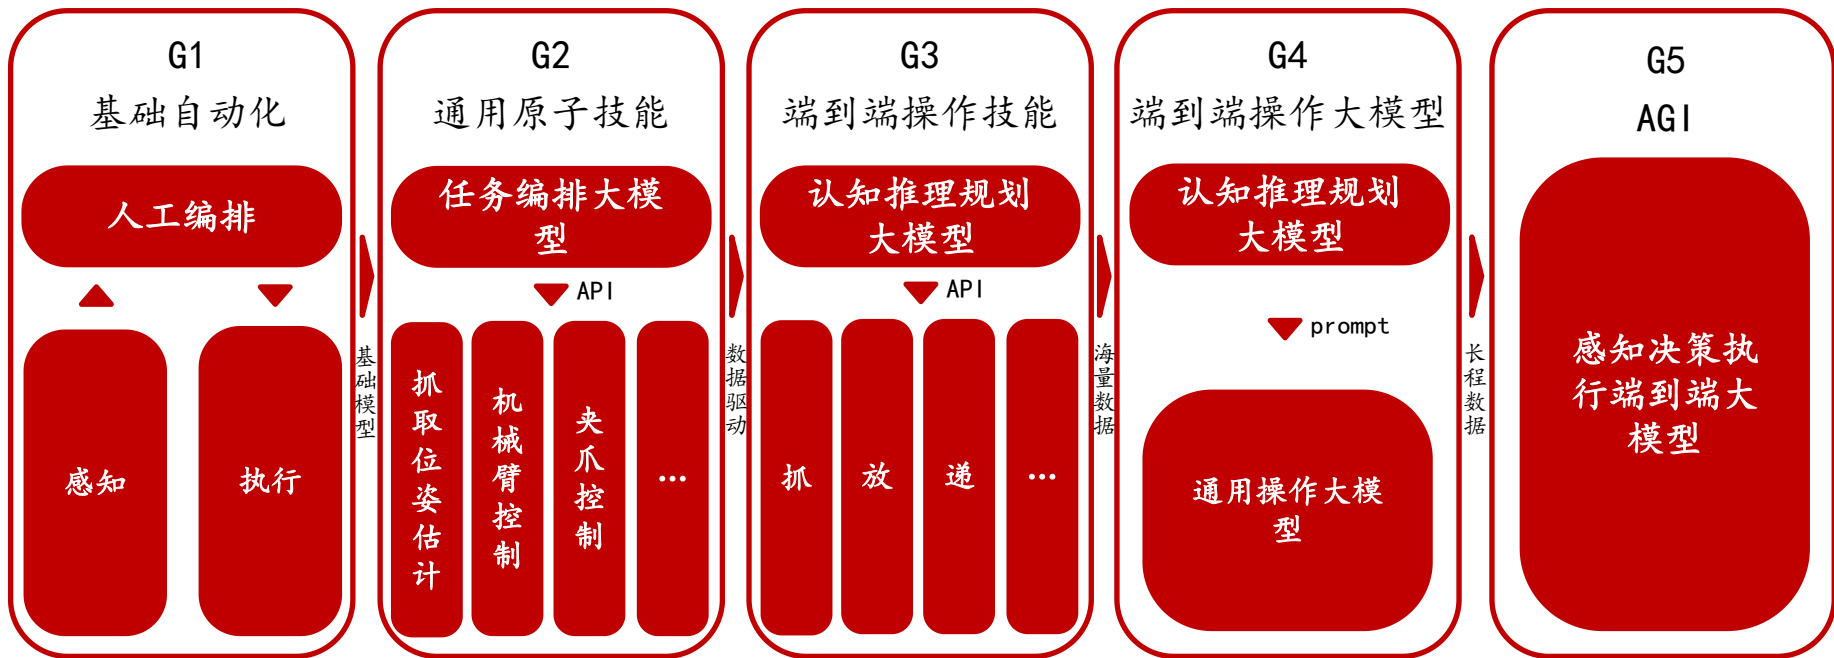 G1
基础自动化
人工编排
感知
执行
基础模型
G2
通用原子技能
任务编排大模
型
API
抓取位姿估计
机械臂控制
夹爪控制
...
数据驱动
G3
端到端操作技能
认知推理规划
大模型
API
抓
放
递
...
海量数据
G4
端到端操作大模型
认知推理规划
大模型
prompt
通用操作大模
型
长程数据
G5
AGI
感知决策执
行端到端大
模型